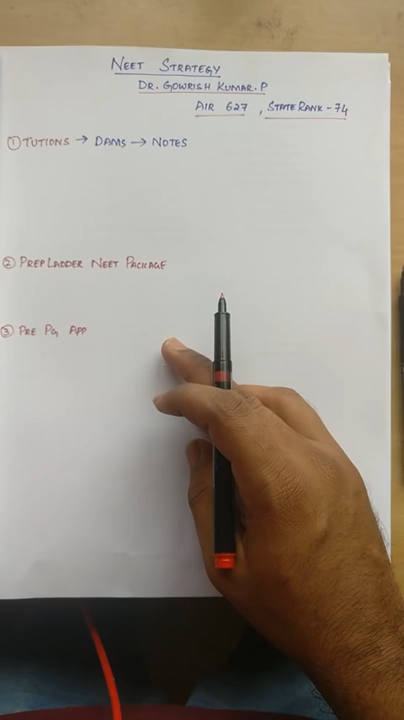 NEET STRATEGY
DR. GOWRISH KUMAR. P
AIR 627 , STATE RANK - 74
① TUTIONS → DAMS → NOTES
② PREPLADDER NEET PACKAGE
③ PRE PG APP